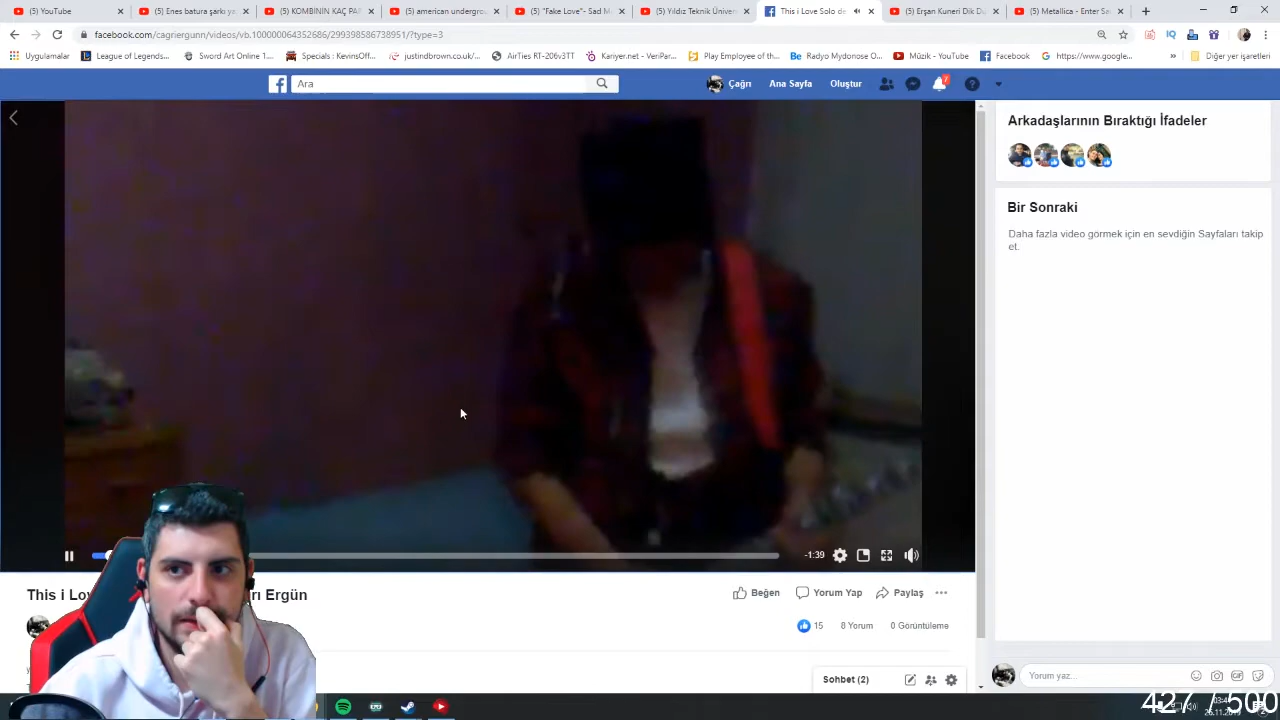 (5) YouTube
(5) Enes batura şarkı ya
(5) KOMBİNİN KAÇ PAR
(5) american undergrou
(5) "Fake Love" - Sad M
(5) Yıldız Teknik Üniver
This i Love Solo de
(5) Erşan Kuneri Dik Du
(5) Metallica - Enter Sa
facebook.com/cagriergunn/videos/vb.100000064352686/299398586738951/?type=3
Uygulamalar
League of Legends...
Sword Art Online 1...
Specials : KevinsOff...
justindbrown.co.uk/...
AirTies RT-206v3TT
Kariyer.net - VeriPar...
Play Employee of th...
Radyo Mydonose O...
Müzik - YouTube
Facebook
https://www.google...
»
Diğer yer işaretleri
Ara
Çağrı
Ana Sayfa
Oluştur
Arkadaşlarının Bıraktığı İfadeler
Bir Sonraki
Daha fazla video görmek için en sevdiğin Sayfaları takip
et.
-1:39
This i Lov
rı Ergün
Beğen
Yorum Yap
Paylaş
15
8 Yorum
0 Görüntüleme
Sohbet (2)
Yorum yaz...
427 / 500